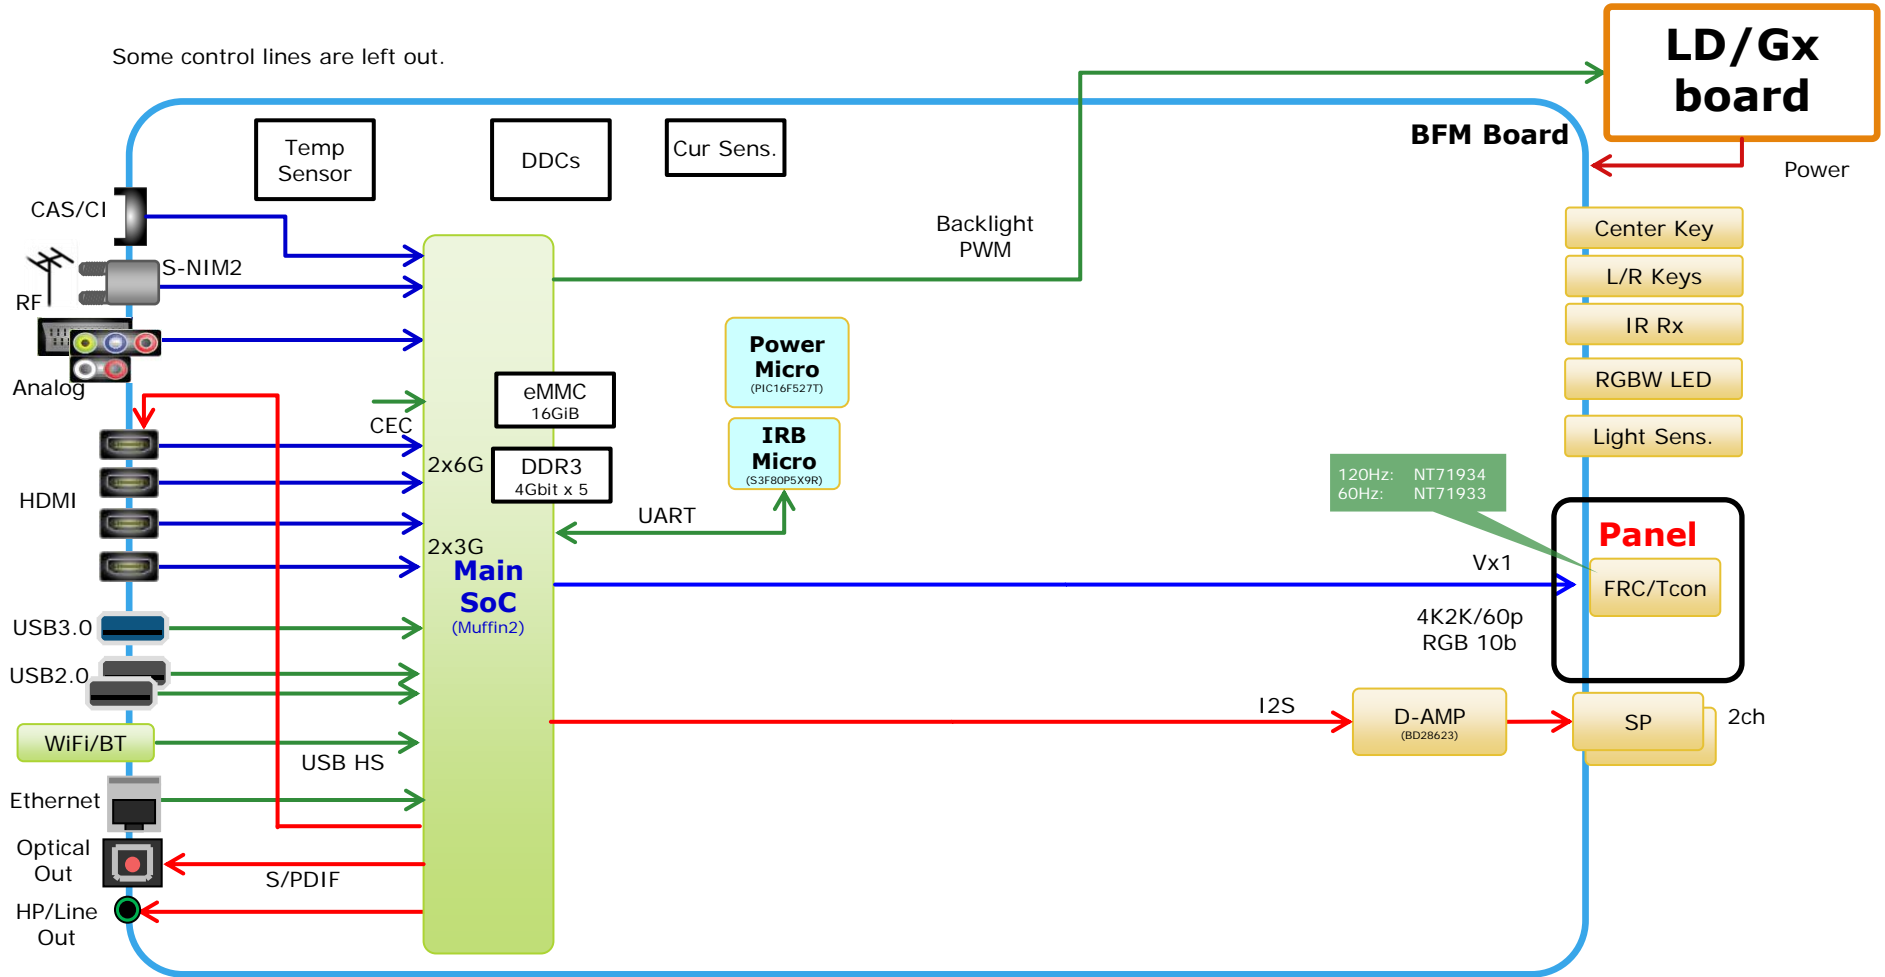 Some control lines are left out.
LD/Gx
board
BFM Board
Power
Temp
Sensor
DDCs
Cur Sens.
CAS/CI
S-NIM2
RF
Analog
Backlight
PWM
Center Key
L/R Keys
IR Rx
RGBW LED
Light Sens.
Power
Micro
(PIC16F527T)
IRB
Micro
(S3F80P5X9R)
eMMC
16GiB
CEC
2x6G
DDR3
4Gbit x 5
HDMI
UART
2x3G
Main
SoC
(Muffin2)
120Hz: NT71934
60Hz: NT71933
Panel
FRC/Tcon
Vx1
4K2K/60p
RGB 10b
USB3.0
USB2.0
WiFi/BT
USB HS
I2S
D-AMP
(BD28623)
SP
2ch
Ethernet
Optical
Out
S/PDIF
HP/Line
Out